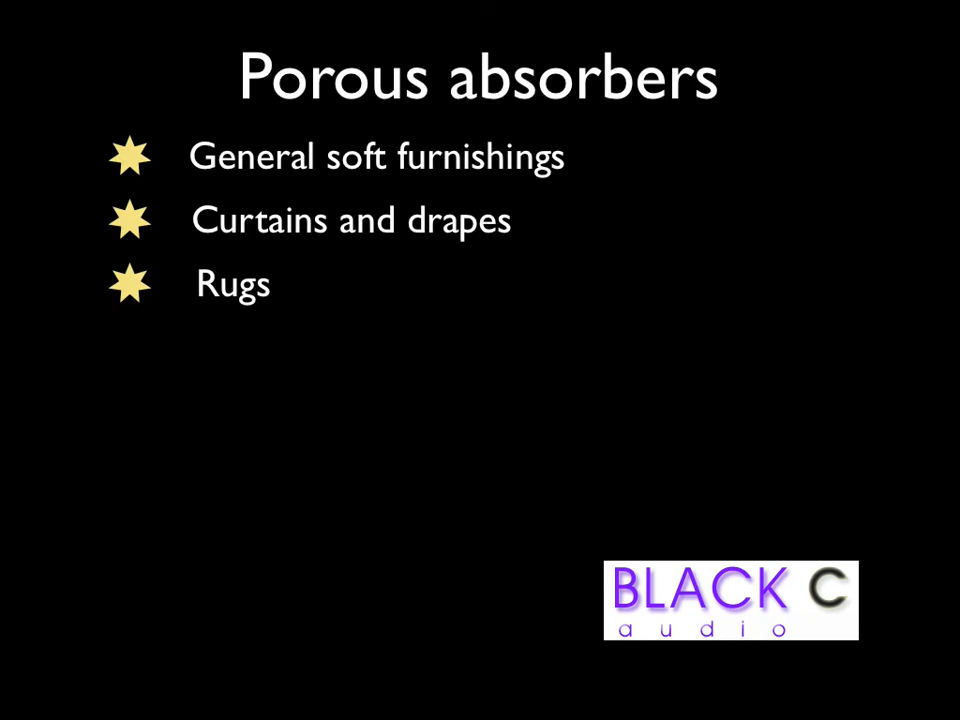 Porous absorbers
General soft furnishings
Curtains and drapes
Rugs
BLACK C
audio